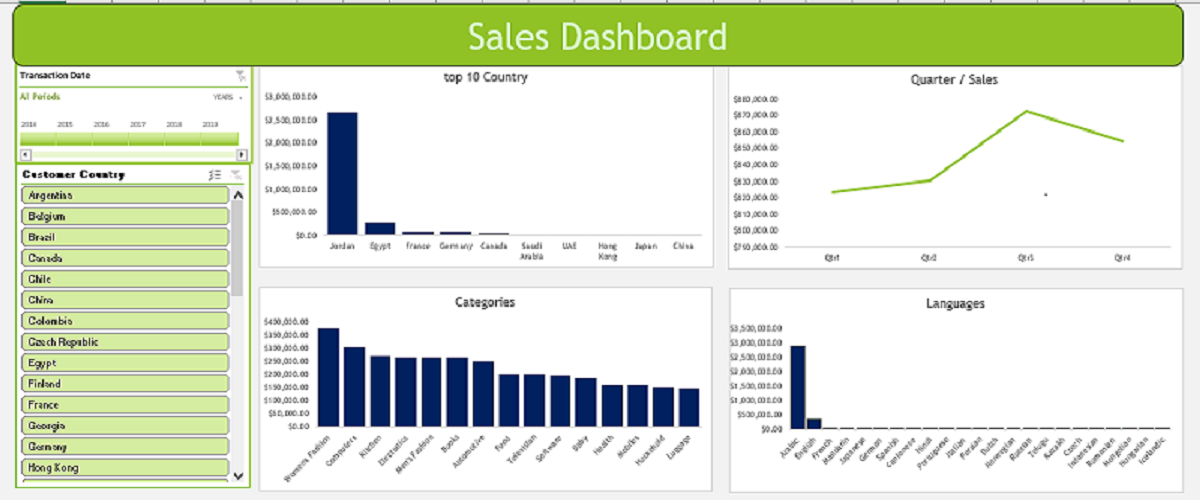 Sales Dashboard
Transaction Date
All Periods
YEARS
2014 2015 2016 2017 2018 2019
Customer Country
Argentina
Belgium
Brazil
Canada
Chile
China
Colombia
Czech Republic
Egypt
Finland
France
Georgia
Germany
Hong Kong
top 10 Country
$3,000,000.00
$2,500,000.00
$2,000,000.00
$1,500,000.00
$1,000,000.00
$500,000.00
$0.00
Jordan Egypt France Germany Canada Saudi Arabia UAE Hong Kong Japan China
Quarter / Sales
$880,000.00
$870,000.00
$860,000.00
$850,000.00
$840,000.00
$830,000.00
$820,000.00
$810,000.00
$800,000.00
$790,000.00
Qtr1 Qtr2 Qtr3 Qtr4
Categories
$400,000.00
$350,000.00
$300,000.00
$250,000.00
$200,000.00
$150,000.00
$100,000.00
$50,000.00
$0.00
Women's Fashion Computers Kitchen Electronics Men's Fashion Books Automotive Food Television Software Baby Health Mobiles Household Luggage
Languages
$3,500,000.00
$3,000,000.00
$2,500,000.00
$2,000,000.00
$1,500,000.00
$1,000,000.00
$500,000.00
$0.00
Arabic English French Mandarin Japanese German Spanish Cantonese Hindi Portuguese Italian Persian Dutch Norwegian Russian Telugu Kazakh Czech Indonesian Romanian Mongolian Hungarian Icelandic